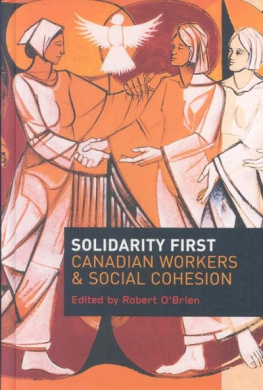 SOLIDARITY FIRST
CANADIAN WORKERS
& SOCIAL COHESION
Edited by Robert O'Brien